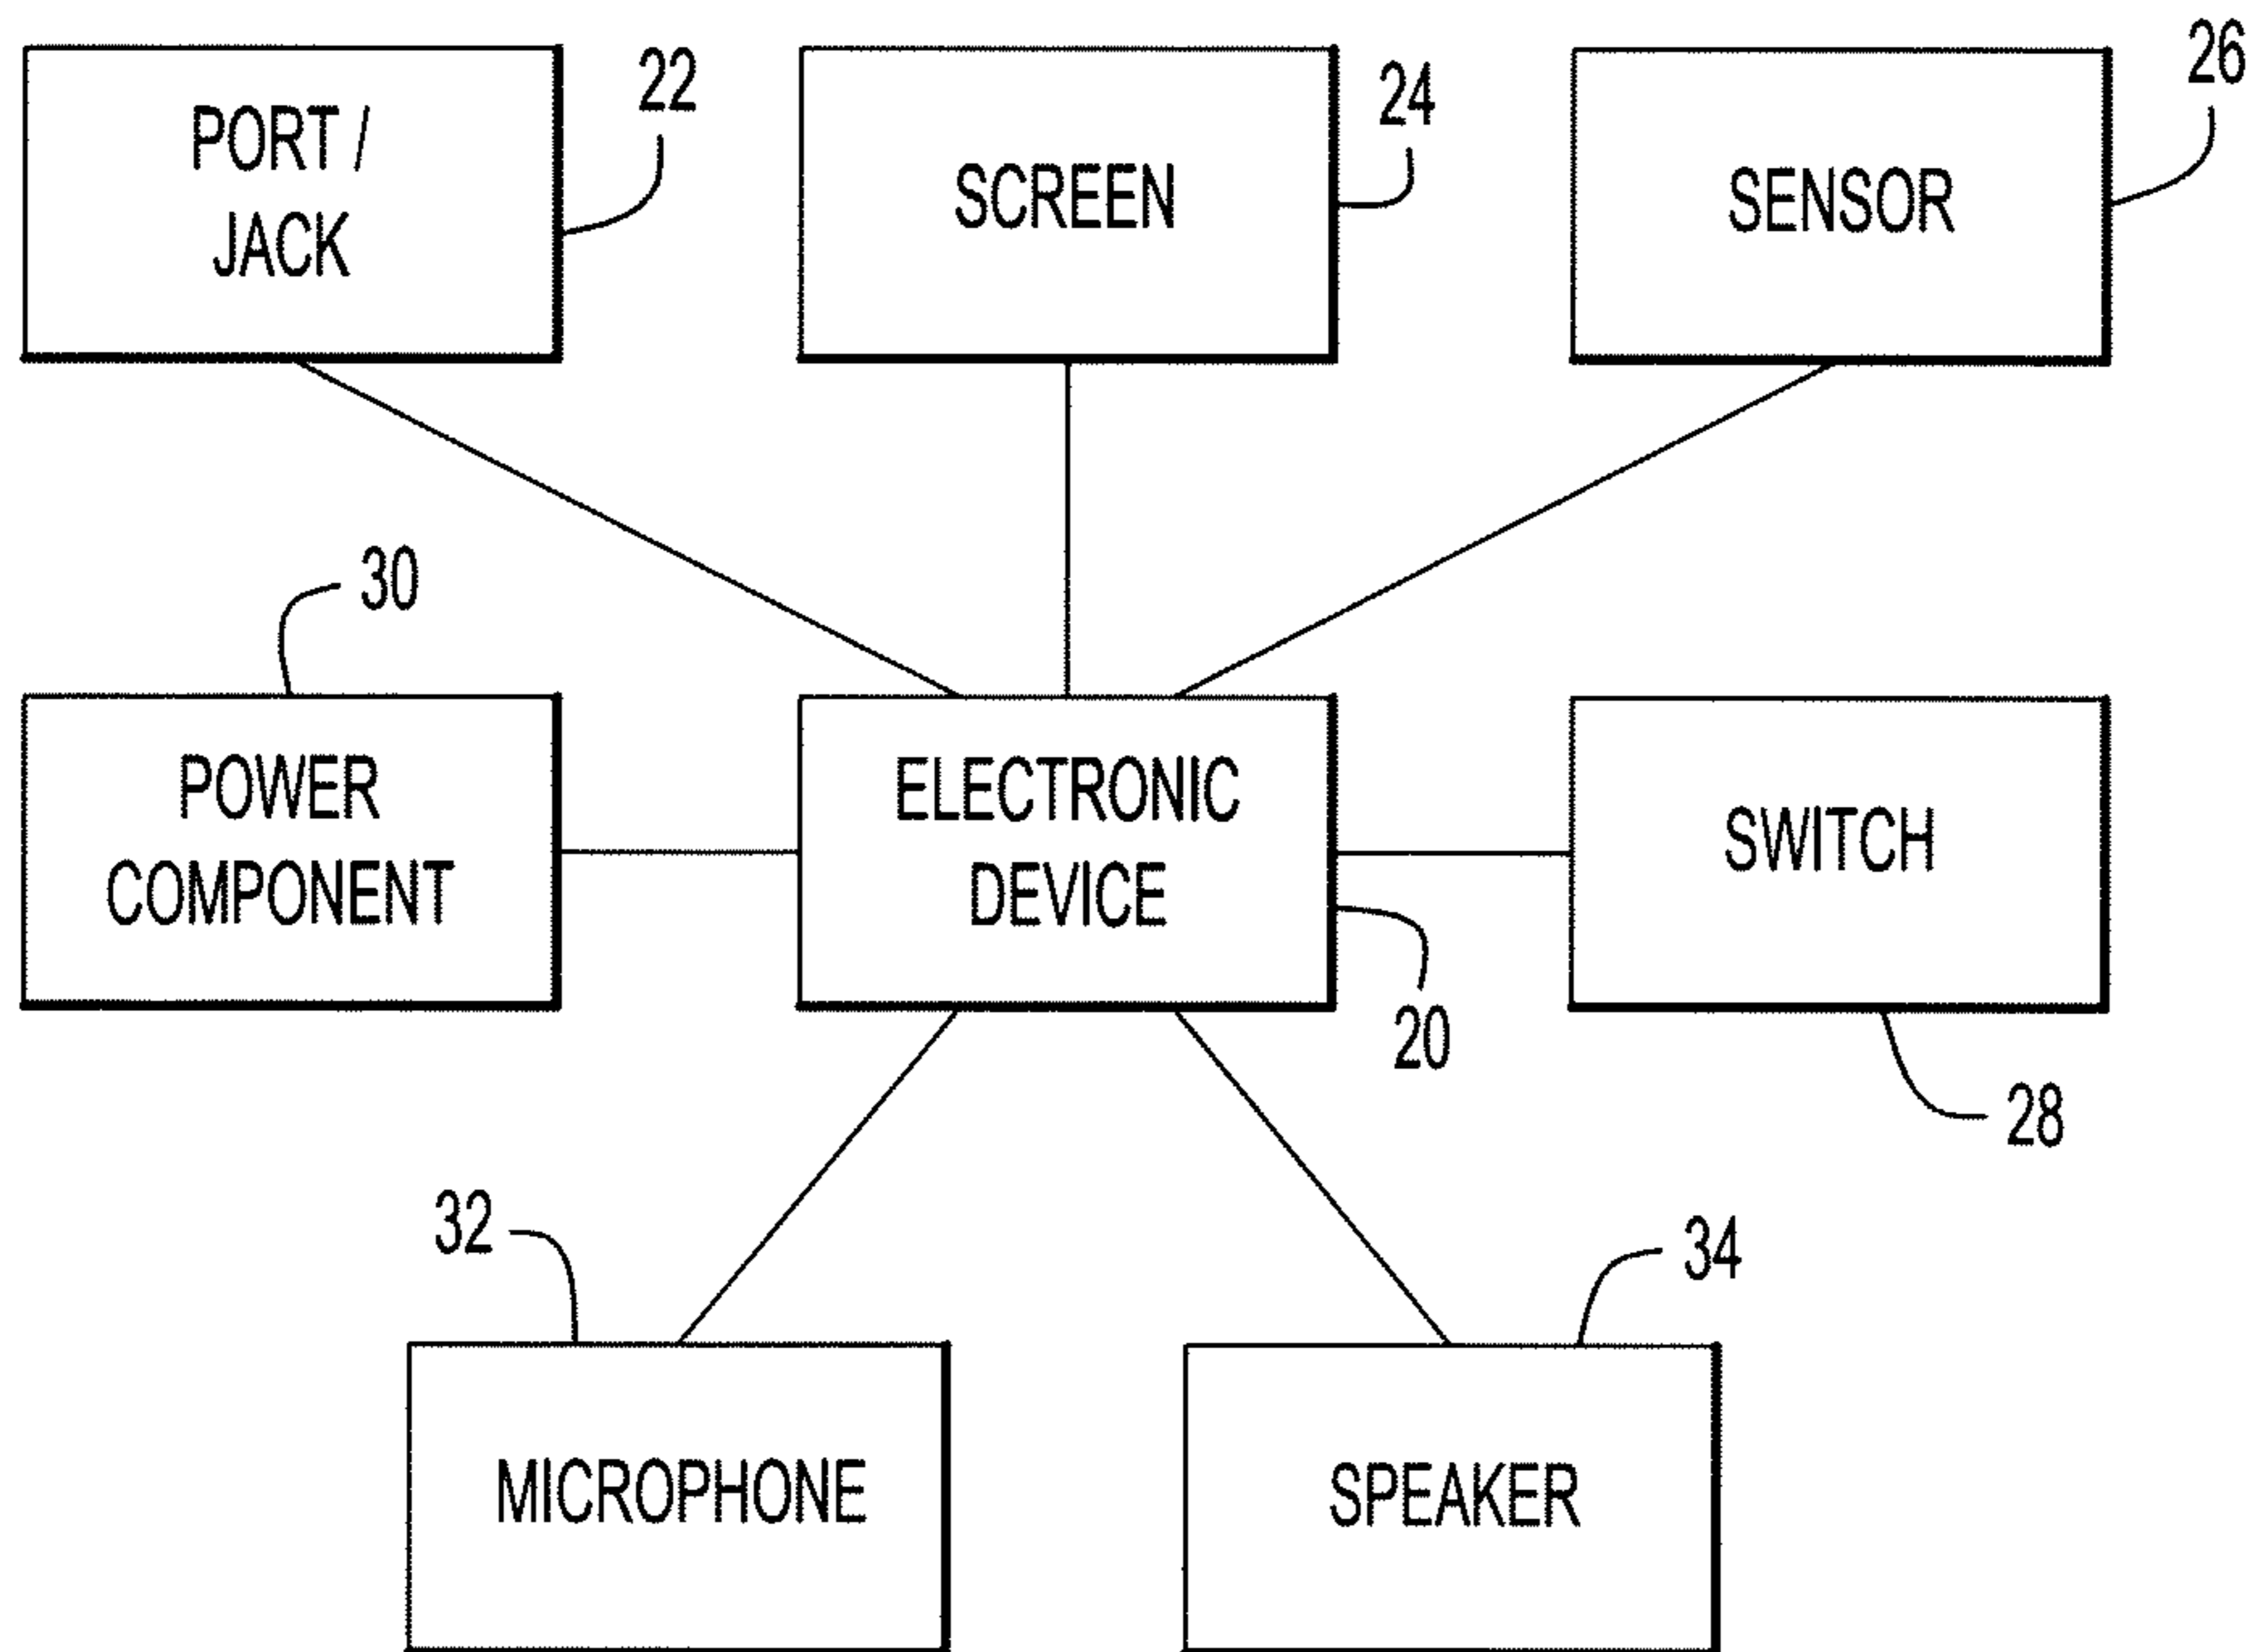 PORT /
JACK
22
SCREEN
24
SENSOR
26
30
POWER
COMPONENT
ELECTRONIC
DEVICE
20
SWITCH
28
32
MICROPHONE
34
SPEAKER